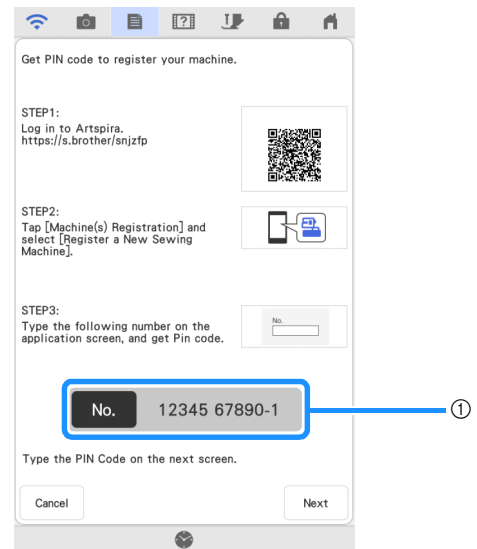 Get PIN code to register your machine.
STEP1:
Log in to Artspira.
https://s.brother/snjzfp
STEP2:
Tap [Machine(s) Registration] and
select [Register a New Sewing
Machine].
STEP3:
Type the following number on the
application screen, and get Pin code.
No.
No. 12345 67890-1
①
Type the PIN Code on the next screen.
Cancel Next